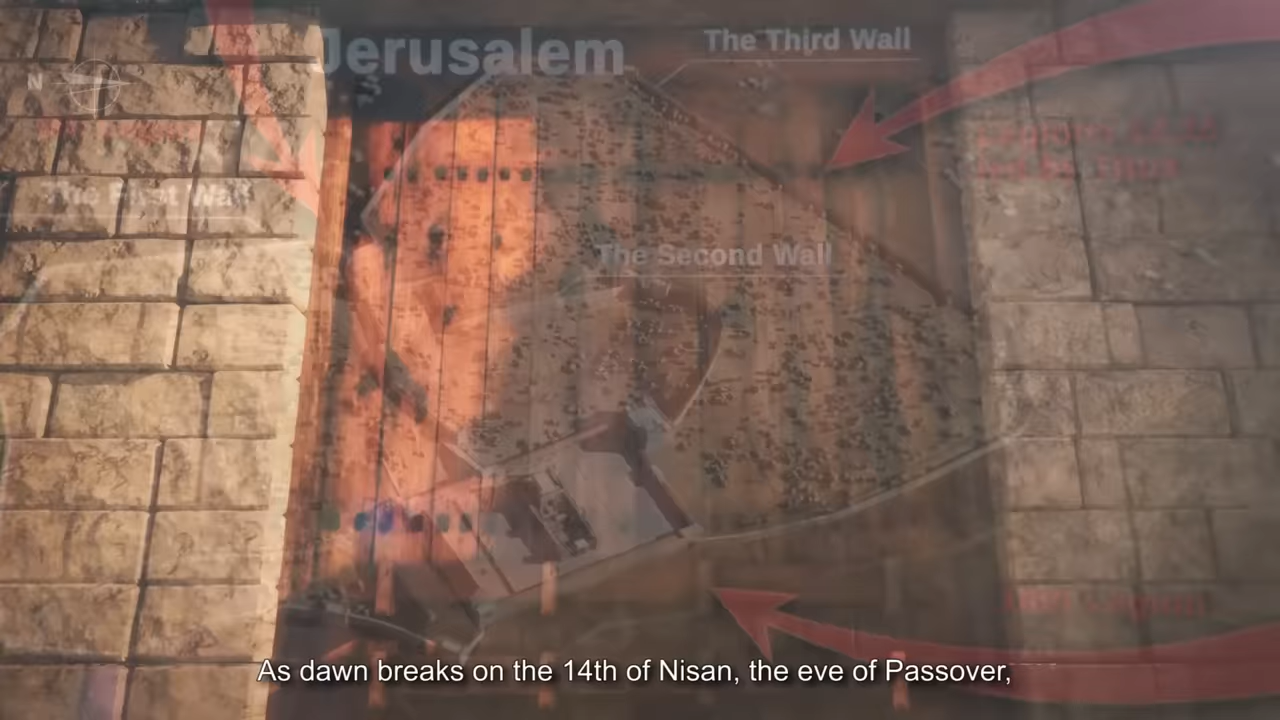 Jerusalem
The Third Wall
N
The First Wall
The Second Wall
As dawn breaks on the 14th of Nisan, the eve of Passover,